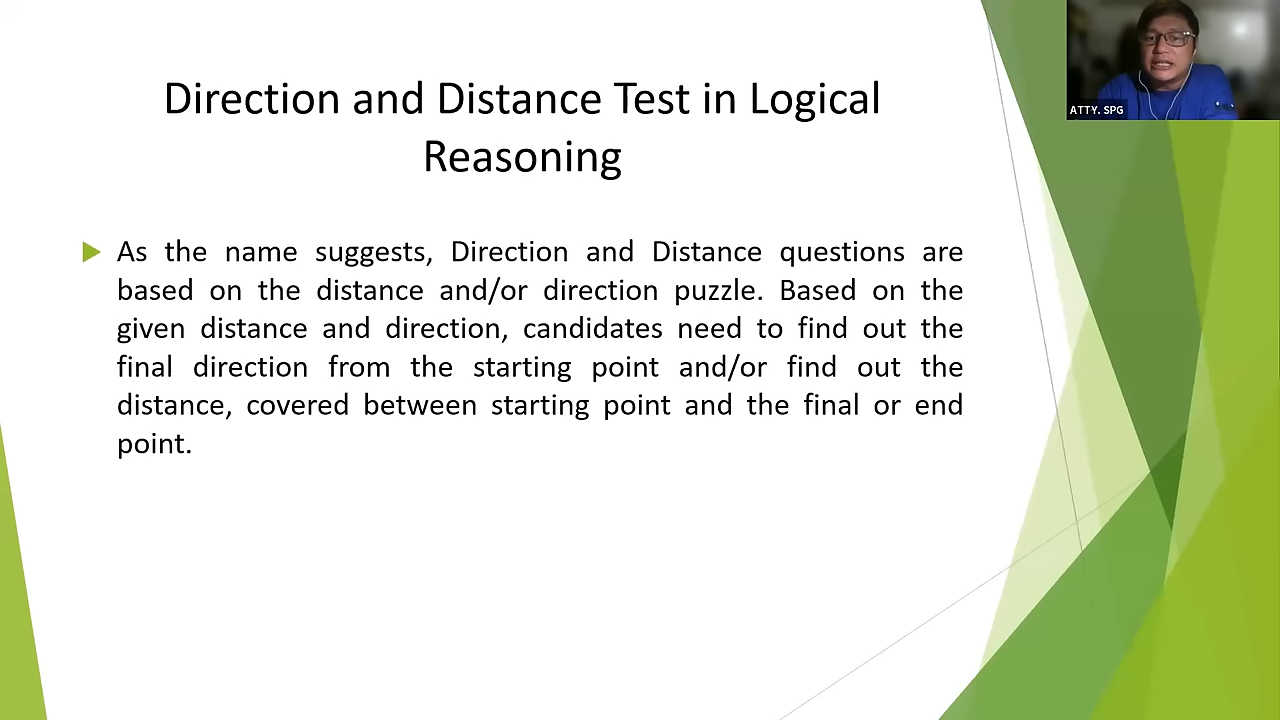 Direction and Distance Test in Logical
Reasoning
As the name suggests, Direction and Distance questions are
based on the distance and/or direction puzzle. Based on the
given distance and direction, candidates need to find out the
final direction from the starting point and/or find out the
distance, covered between starting point and the final or end
point.
ATTY. SPG